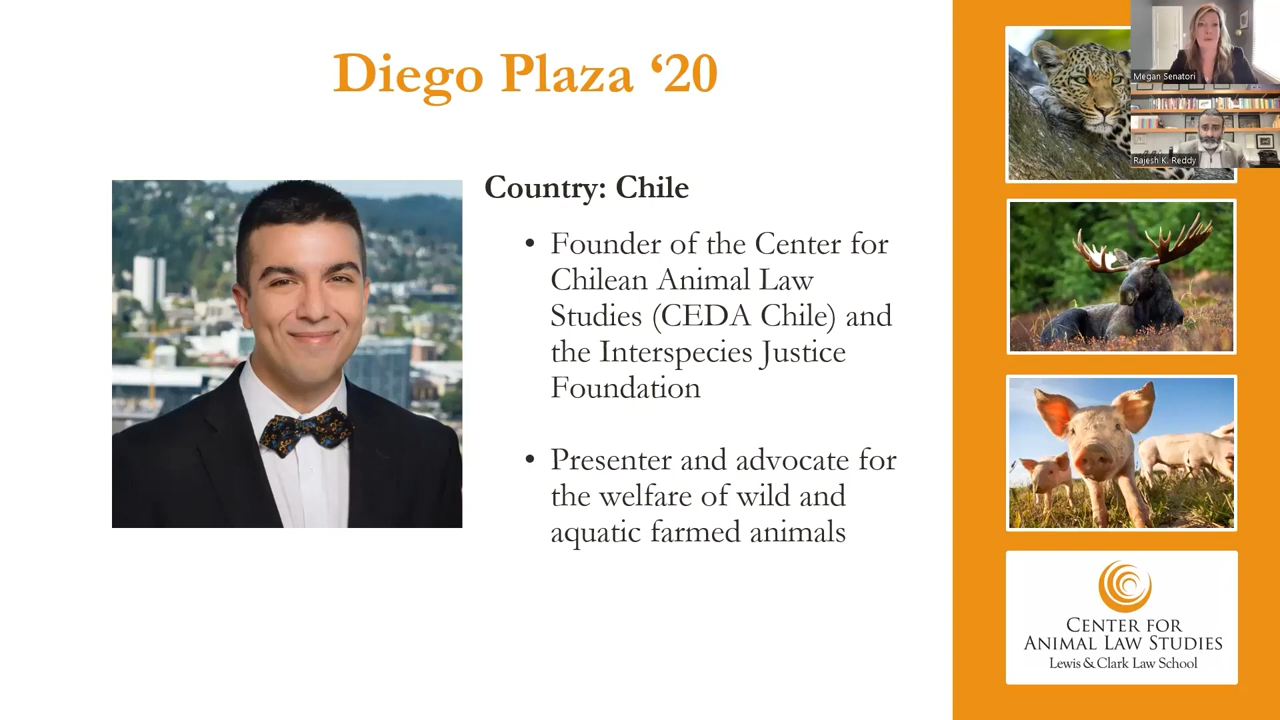 Diego Plaza ‘20
Country: Chile
• Founder of the Center for
Chilean Animal Law
Studies (CEDA Chile) and
the Interspecies Justice
Foundation
• Presenter and advocate for
the welfare of wild and
aquatic farmed animals
Megan Senatori
Rajesh K. Reddy
CENTER FOR
ANIMAL LAW STUDIES
Lewis & Clark Law School